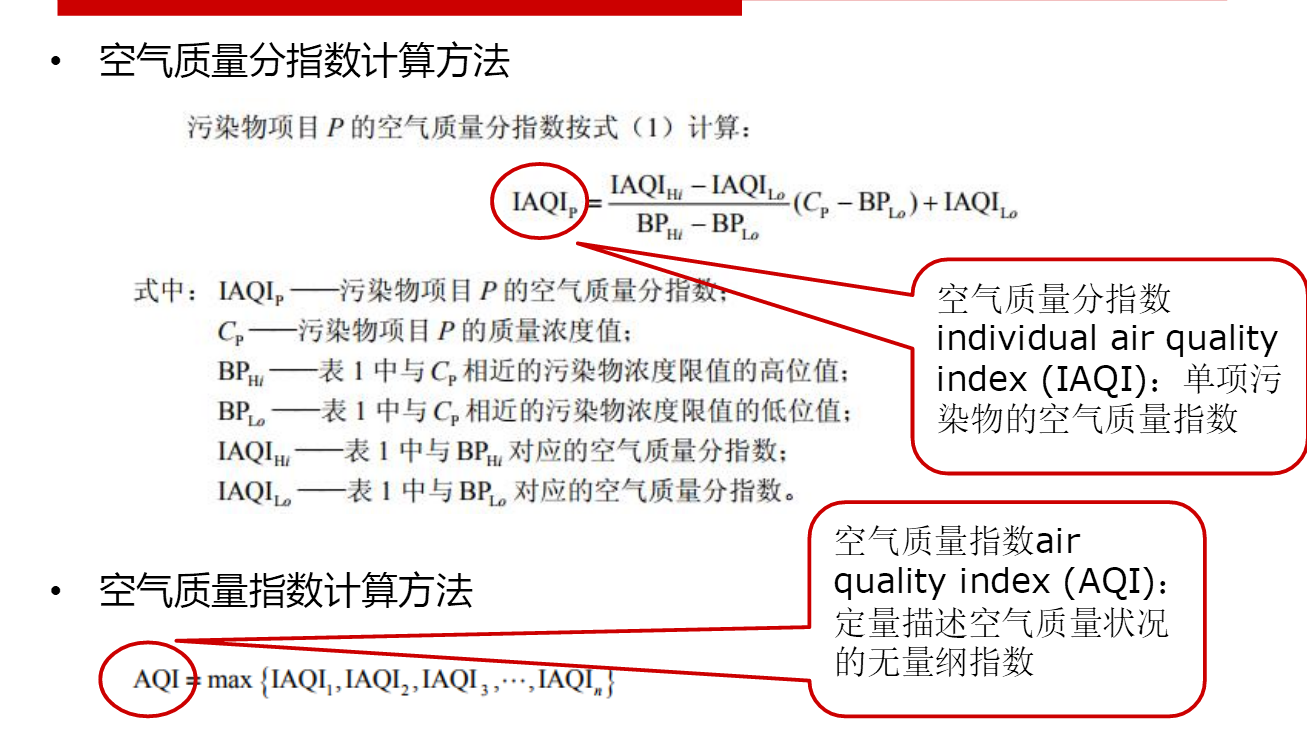 • 空气质量分指数计算方法
污染物项目 P 的空气质量分指数按式（1）计算：
IAQI_P = \frac{IAQI_{Hi} − IAQI_{Lo}}{BP_{Hi} − BP_{Lo}} (C_P − BP_{Lo}) + IAQI_{Lo}
式中： IAQI_P ——污染物项目 P 的空气质量分指数；
C_P ——污染物项目 P 的质量浓度值；
BP_{Hi} ——表 1 中与 C_P 相近的污染物浓度限值的高位值；
BP_{Lo} ——表 1 中与 C_P 相近的污染物浓度限值的低位值；
IAQI_{Hi} ——表 1 中与 BP_{Hi} 对应的空气质量分指数；
IAQI_{Lo} ——表 1 中与 BP_{Lo} 对应的空气质量分指数。
空气质量分指数
individual air quality
index (IAQI)：单项污
染物的空气质量指数
• 空气质量指数计算方法
AQI = max {IAQI_1, IAQI_2, IAQI_3, ⋯, IAQI_n}
空气质量指数air
quality index (AQI)：
定量描述空气质量状况
的无量纲指数